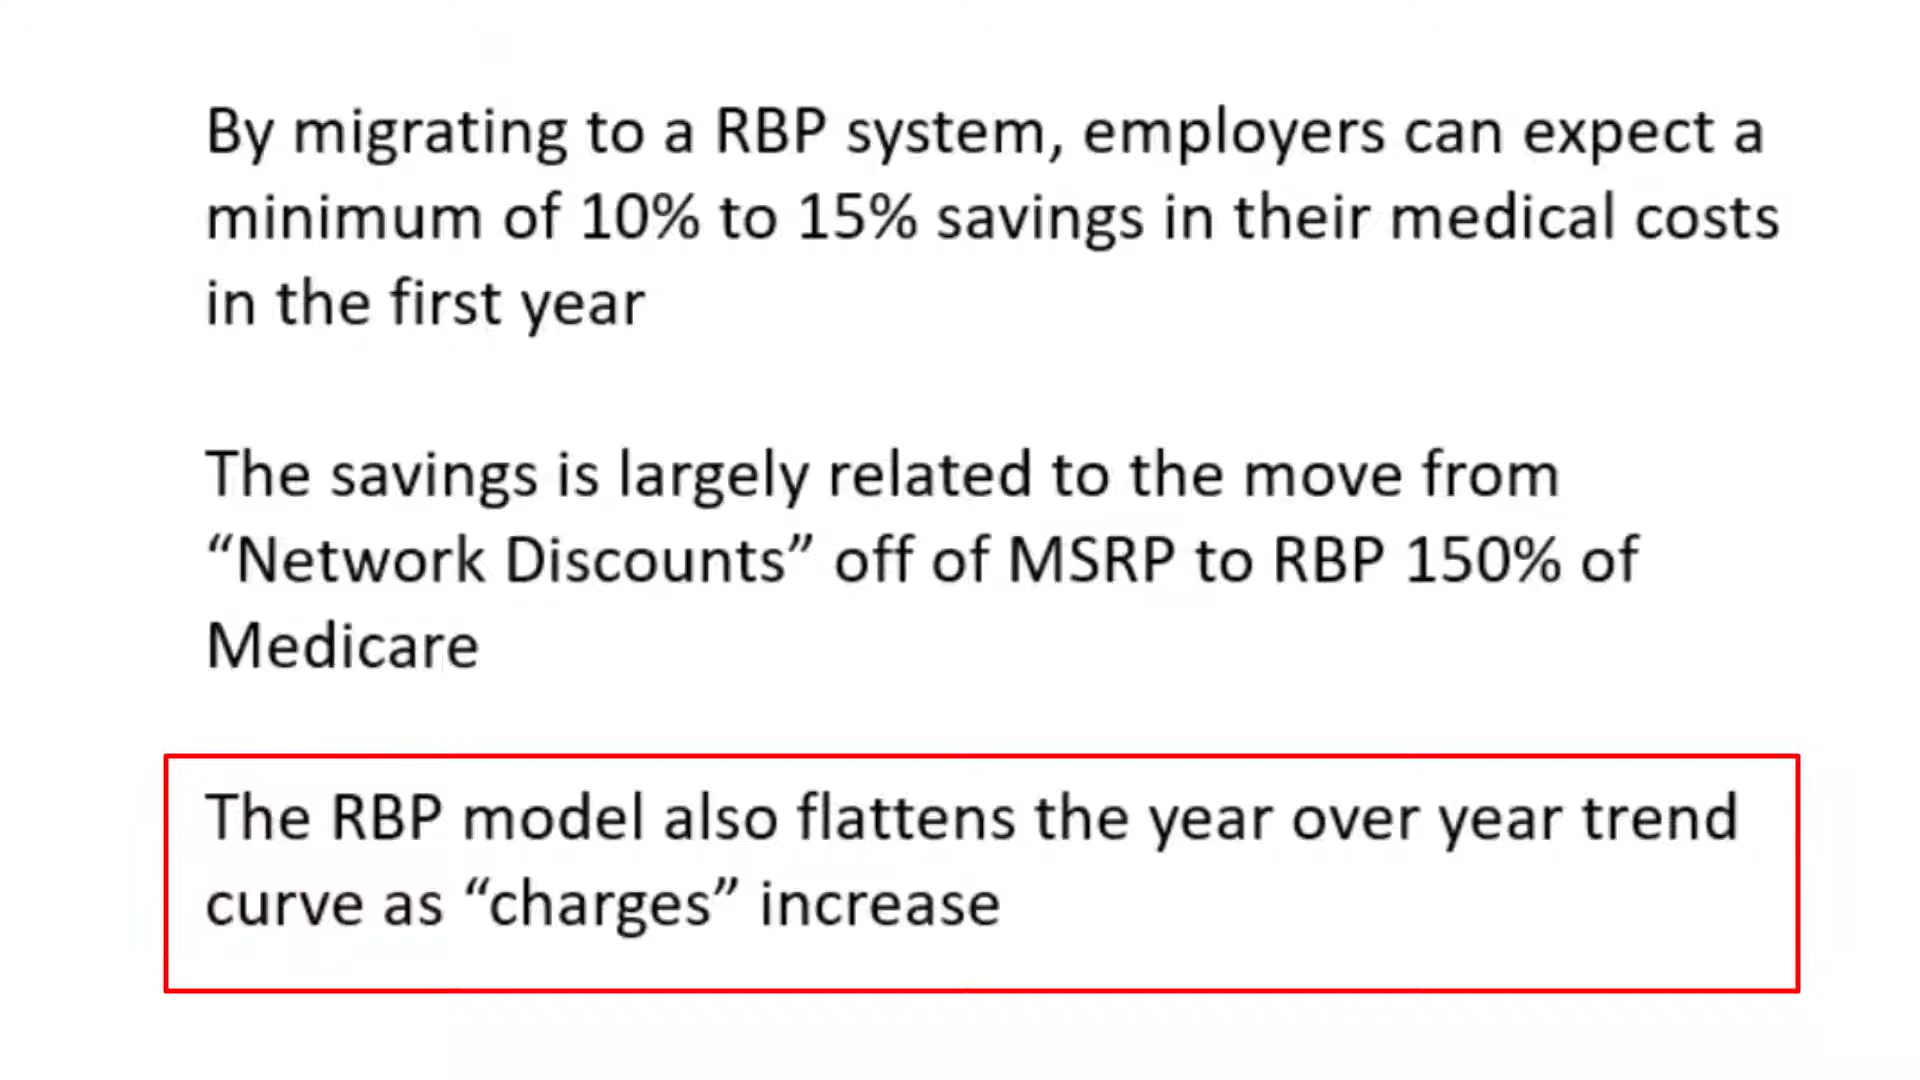 By migrating to a RBP system, employers can expect a
minimum of 10% to 15% savings in their medical costs
in the first year
The savings is largely related to the move from
“Network Discounts” off of MSRP to RBP 150% of
Medicare
The RBP model also flattens the year over year trend
curve as “charges” increase